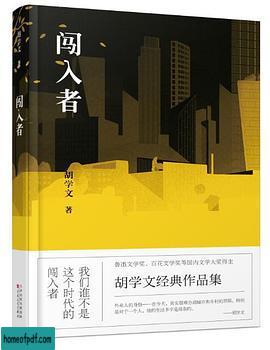 闯入者
胡学文 著
闯入者
我们谁不是
这个时代的
闯入者
鲁迅文学奖、百花文学奖等国内文学大奖得主
胡学文经典作品集
——胡学文
homeofpdf.com